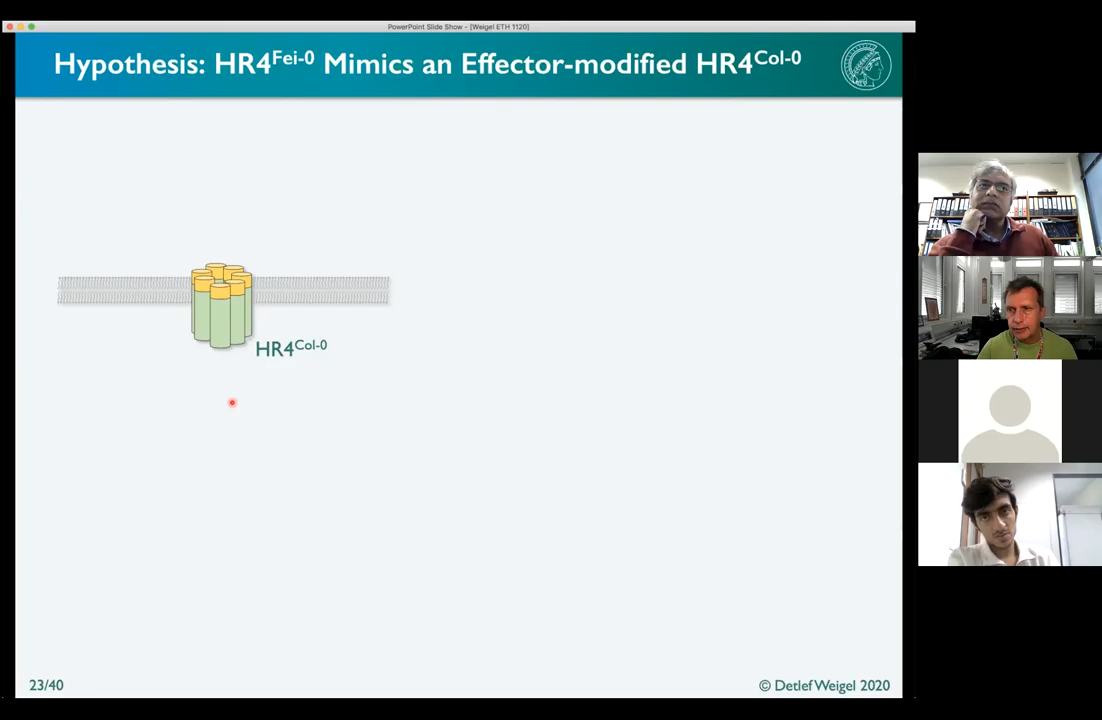 PowerPoint Slide Show - [Weigel ETH 1120]
Hypothesis: HR4Fei-0 Mimics an Effector-modified HR4Col-0
HR4Col-0
23/40
© Detlef Weigel 2020